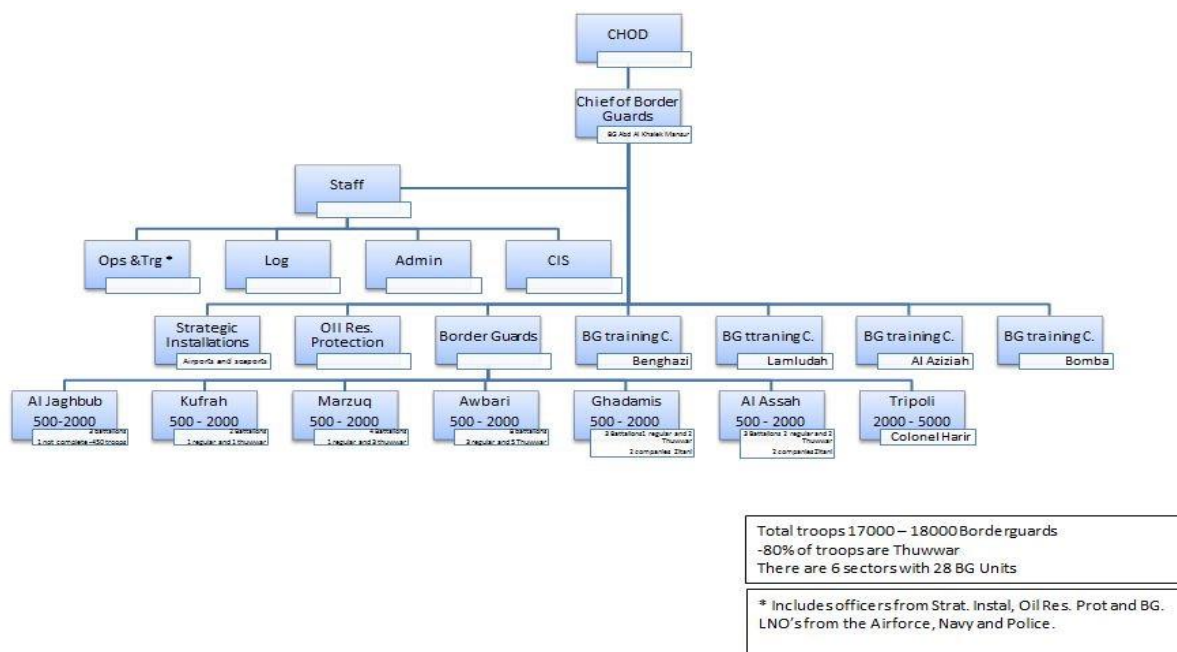 CHOD
Chief of Border
Guards
BG Abd Al Khalek Mansur
Staff
Ops &Trg *
Log
Admin
CIS
Strategic
Installations
Airports and seaports
OIl Res.
Protection
Border Guards
BG training C.
Benghazi
BG ttraning C.
Lamludah
BG training C.
Al Aziziah
BG training C.
Bomba
Al Jaghbub
500-2000
3 battalions
1 not complete ~450 troops
Kufrah
500 - 2000
2 Battalions
1 regular and 1 thuwwar
Marzuq
500 - 2000
4 Battalions
1 regular and 3 thuwwar
Awbari
500 - 2000
battalions
3 regular and 5 Thuwwar
Ghadamis
500 - 2000
3 Battalions1 regular and 2
Thuwwar
2 companies Zitani
Al Assah
500 - 2000
3 Battalions 2 regular and 2
Thuwwar
2 companies Zitani
Tripoli
2000 - 5000
Colonel Harir
Total troops 17000 – 18000 Borderguards
-80% of troops are Thuwwar
There are 6 sectors with 28 BG Units
* Includes officers from Strat. Instal, Oil Res. Prot and BG.
LNO's from the Airforce, Navy and Police.